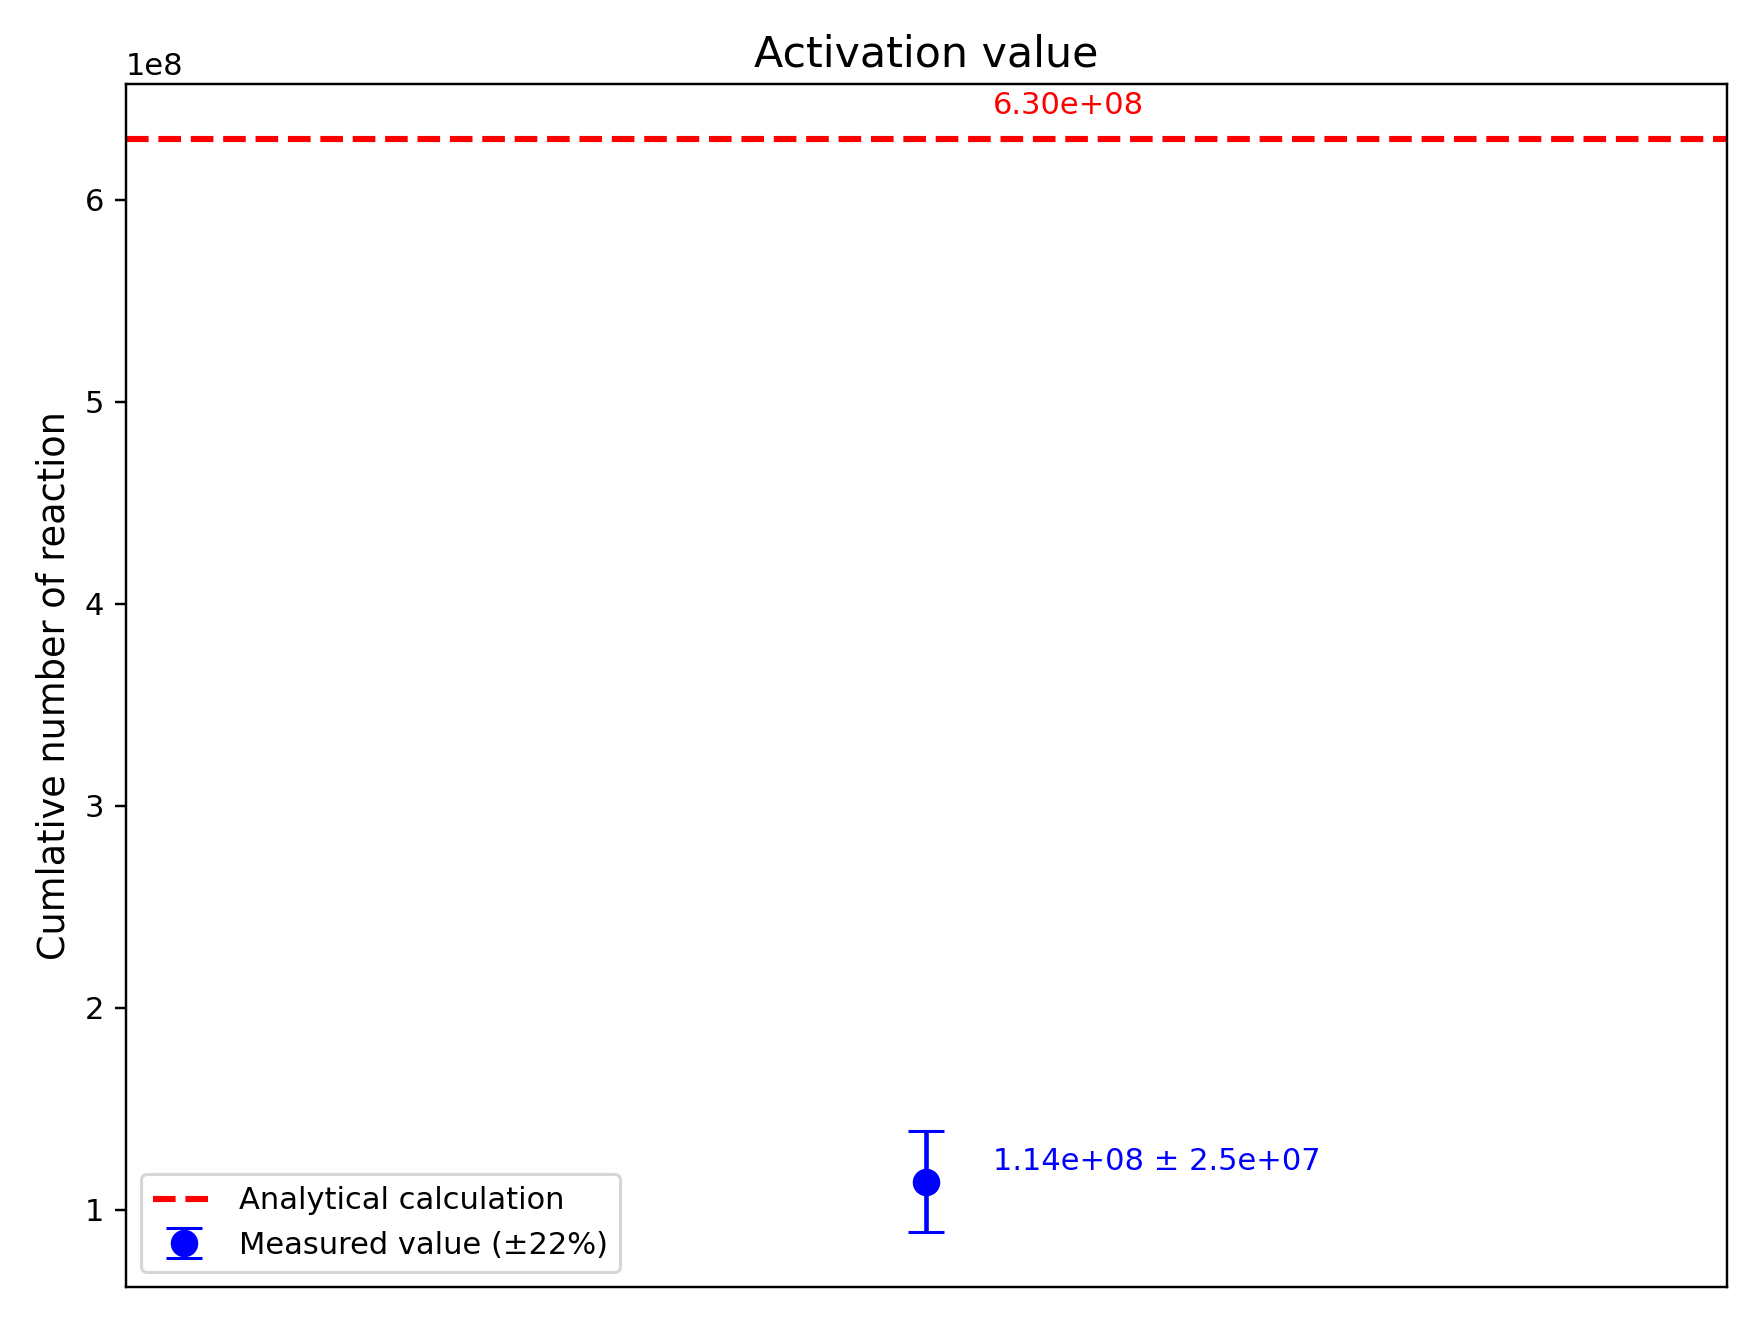 Activation value
1e8
6.30e+08
6
5
4
3
2
1
Cumlative number of reaction
1.14e+08 ± 2.5e+07
Analytical calculation
Measured value (±22%)